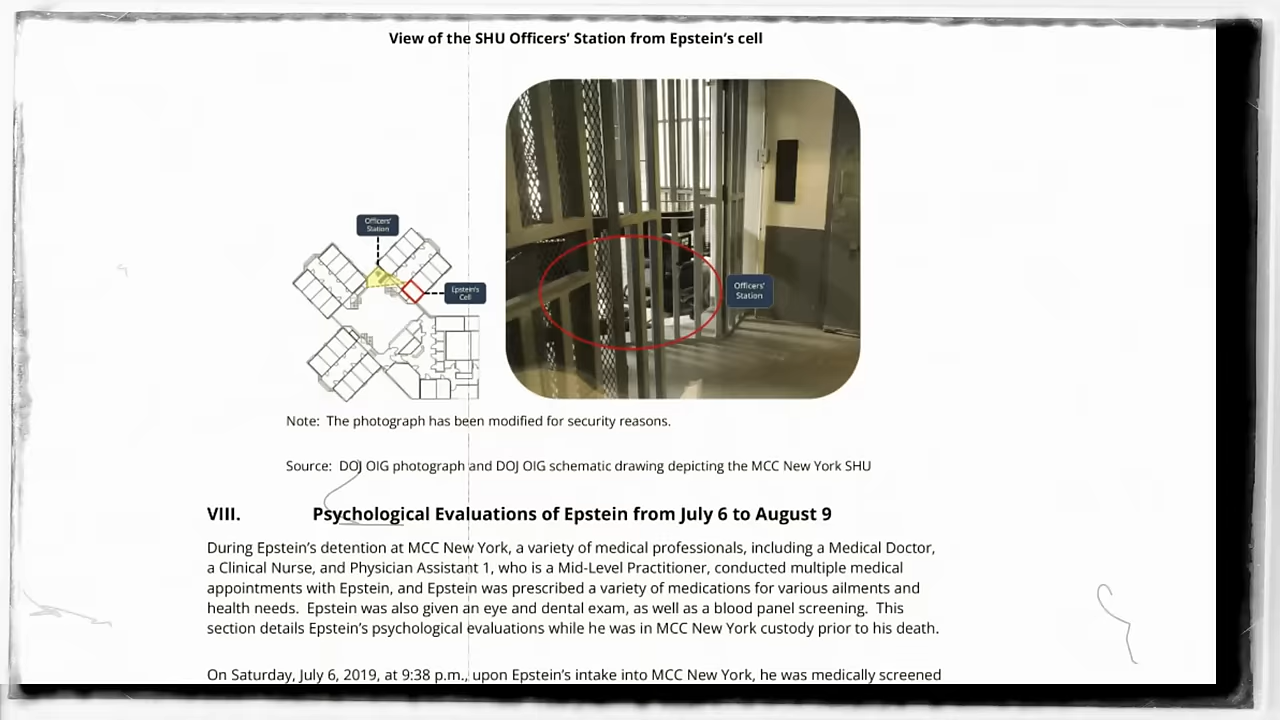 View of the SHU Officers' Station from Epstein's cell
Officers'
Station
Epstein's
Cell
Officers'
Station
Note: The photograph has been modified for security reasons.
Source: DOJ OIG photograph and DOJ OIG schematic drawing depicting the MCC New York SHU
VIII. Psychological Evaluations of Epstein from July 6 to August 9
During Epstein's detention at MCC New York, a variety of medical professionals, including a Medical Doctor,
a Clinical Nurse, and Physician Assistant 1, who is a Mid-Level Practitioner, conducted multiple medical
appointments with Epstein, and Epstein was prescribed a variety of medications for various ailments and
health needs. Epstein was also given an eye and dental exam, as well as a blood panel screening. This
section details Epstein's psychological evaluations while he was in MCC New York custody prior to his death.
On Saturday, July 6, 2019, at 9:38 p.m., upon Epstein's intake into MCC New York, he was medically screened